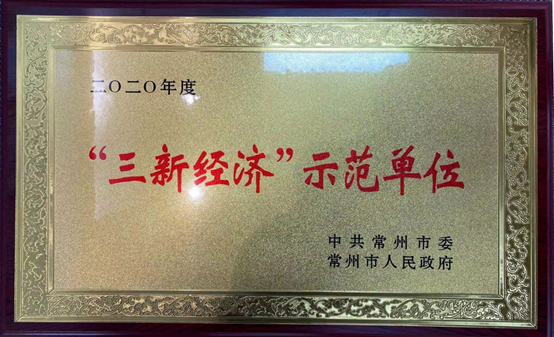 二〇二〇年度
“三新经济”示范单位
中共常州市委
常州市人民政府